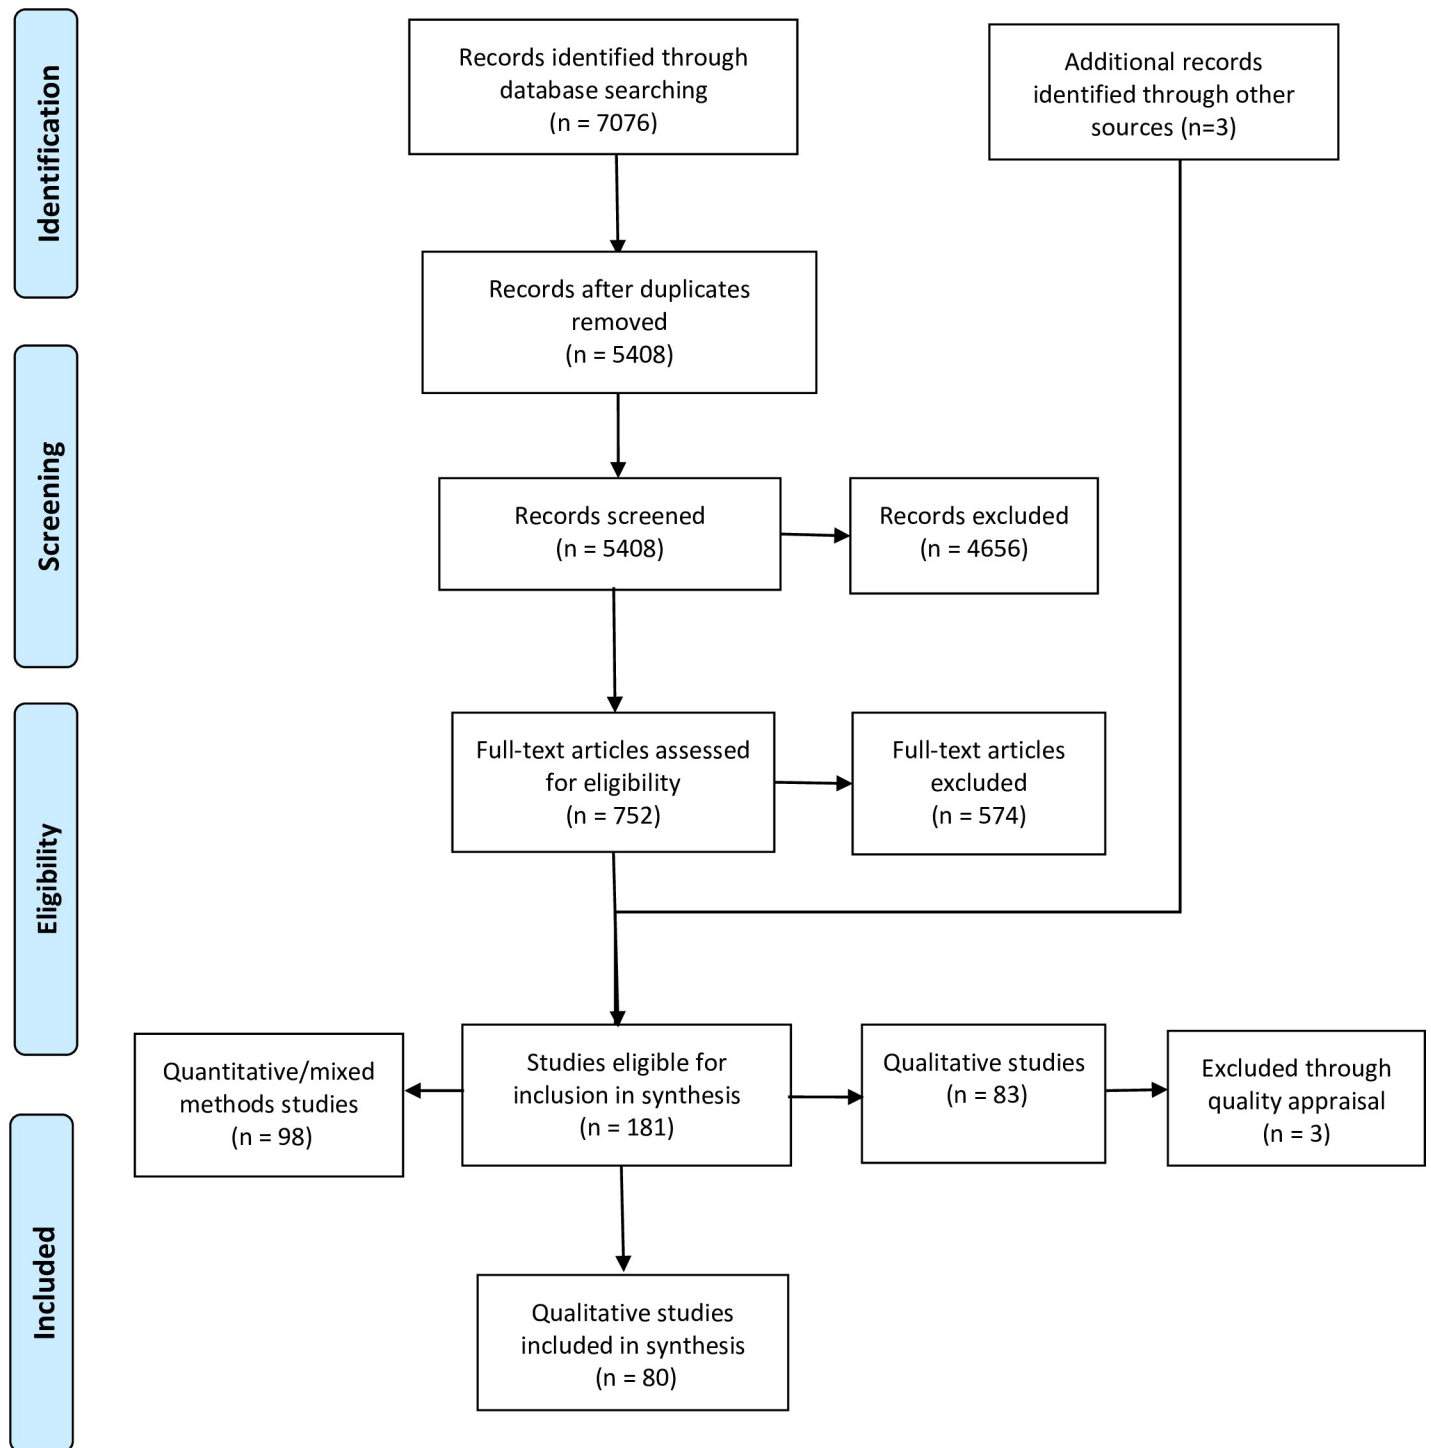 Identification
Records identified through
database searching
(n = 7076)
Additional records
identified through other
sources (n=3)
Records after duplicates
removed
(n = 5408)
Screening
Records screened
(n = 5408)
Records excluded
(n = 4656)
Eligibility
Full-text articles assessed
for eligibility
(n = 752)
Full-text articles
excluded
(n = 574)
Quantitative/mixed
methods studies
(n = 98)
Studies eligible for
inclusion in synthesis
(n = 181)
Qualitative studies
(n = 83)
Excluded through
quality appraisal
(n = 3)
Included
Qualitative studies
included in synthesis
(n = 80)